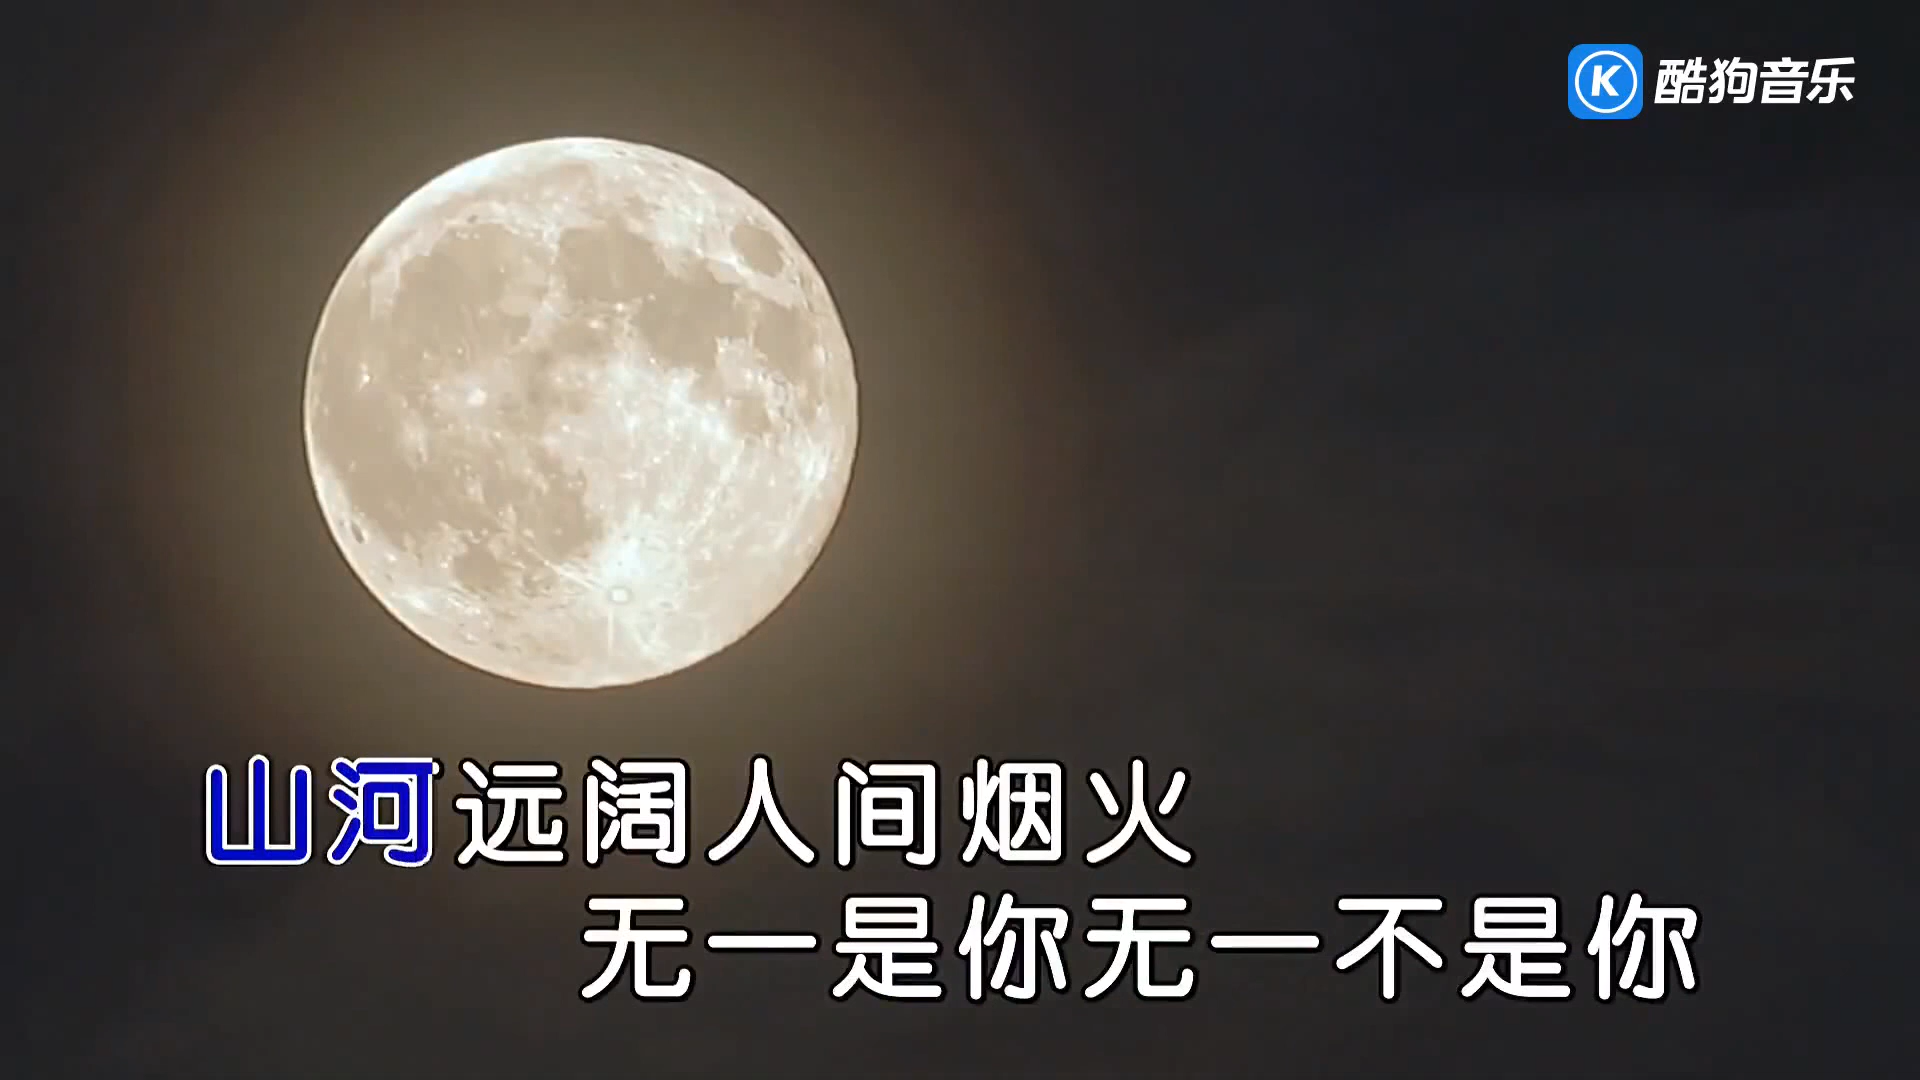 酷狗音乐
山河远阔人间烟火
无一是你无一不是你